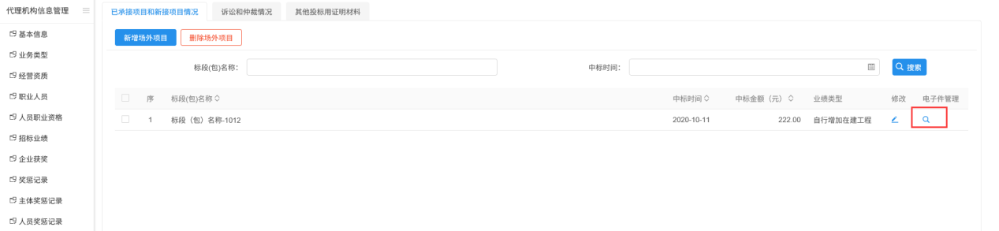 代理机构信息管理
基本信息
业务类型
经营资质
职业人员
人员职业资格
招标业绩
企业获奖
奖惩记录
主体奖惩记录
人员奖惩记录
已承接项目和新接项目情况 诉讼和仲裁情况 其他投标用证明材料
新增场外项目 删除场外项目
标段(包)名称: 中标时间: 搜索
序 标段(包)名称 中标时间 中标金额（元） 业绩类型 修改 电子件管理
1 标段（包）名称-1012 2020-10-11 222.00 自行增加在建工程